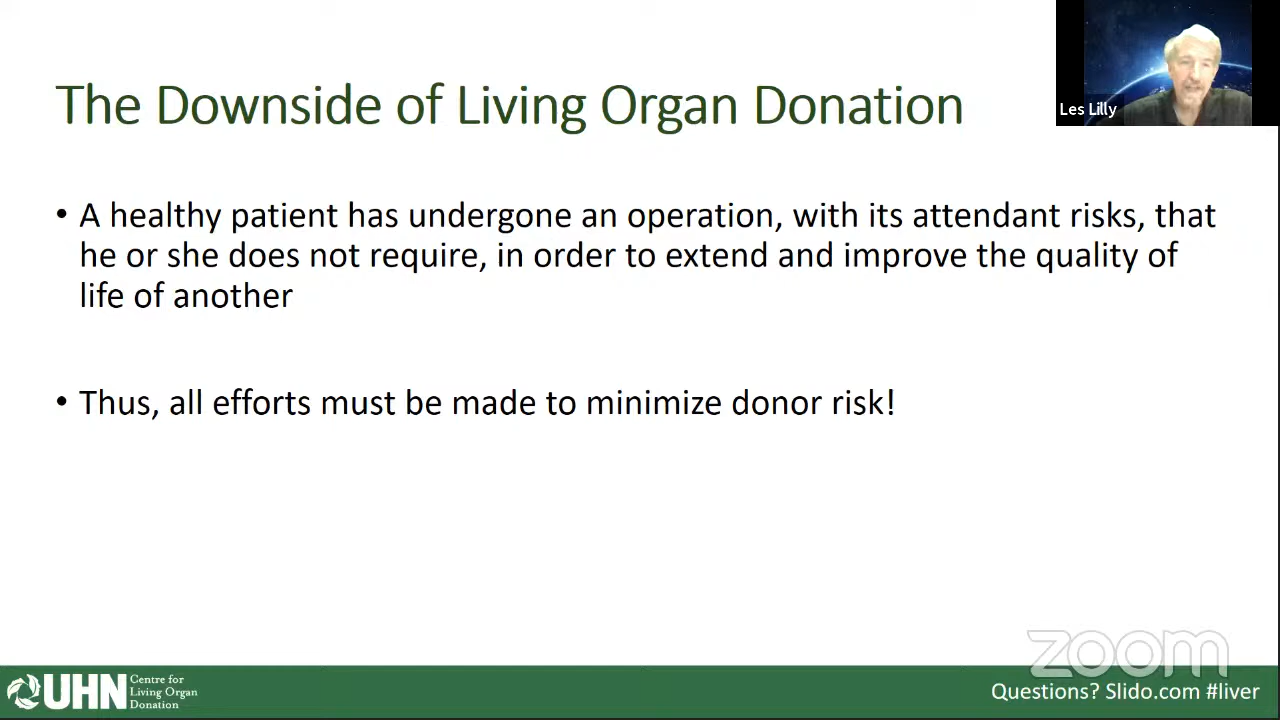 The Downside of Living Organ Donation
Les Lilly
• A healthy patient has undergone an operation, with its attendant risks, that
he or she does not require, in order to extend and improve the quality of
life of another
• Thus, all efforts must be made to minimize donor risk!
zoom
UHN
Centre for
Living Organ
Donation
Questions? Slido.com #liver